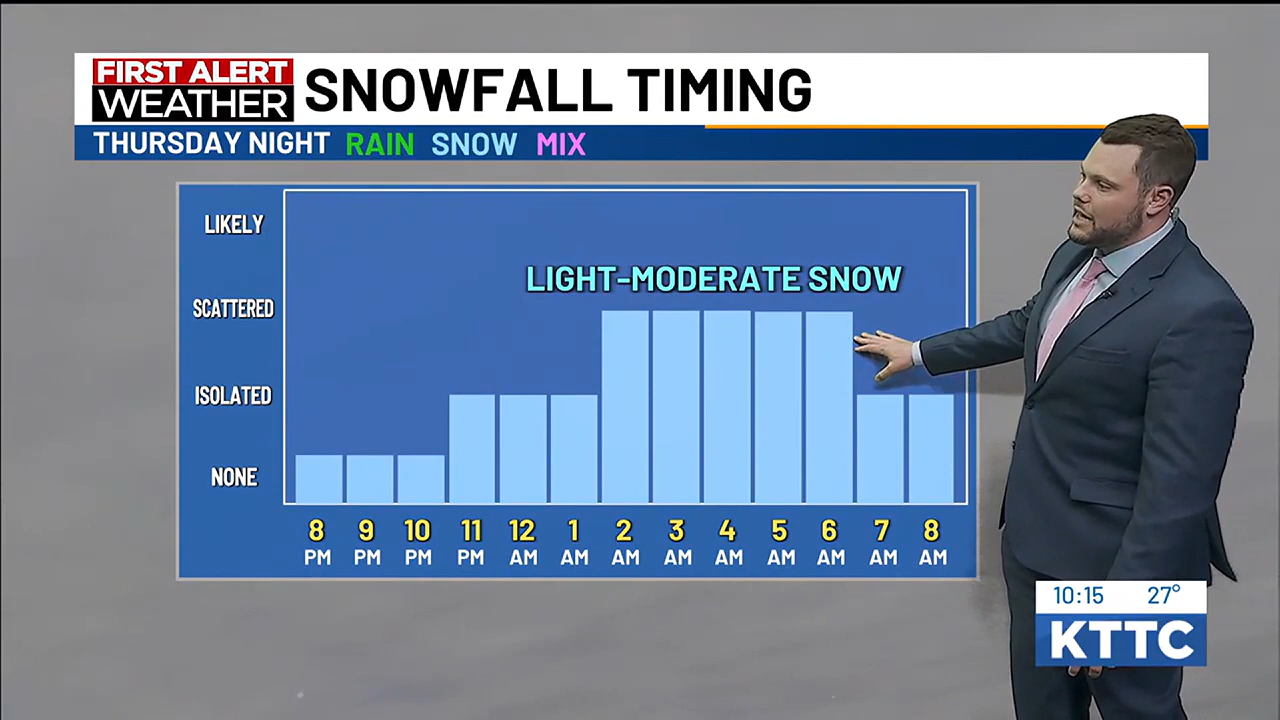 FIRST ALERT
WEATHER
SNOWFALL TIMING
THURSDAY NIGHT RAIN SNOW MIX
LIKELY
LIGHT-MODERATE SNOW
SCATTERED
ISOLATED
NONE
8 9 10 11 12 1 2 3 4 5 6 7 8
PM PM PM PM AM AM AM AM AM AM AM AM AM
10:15 27°
KTTC